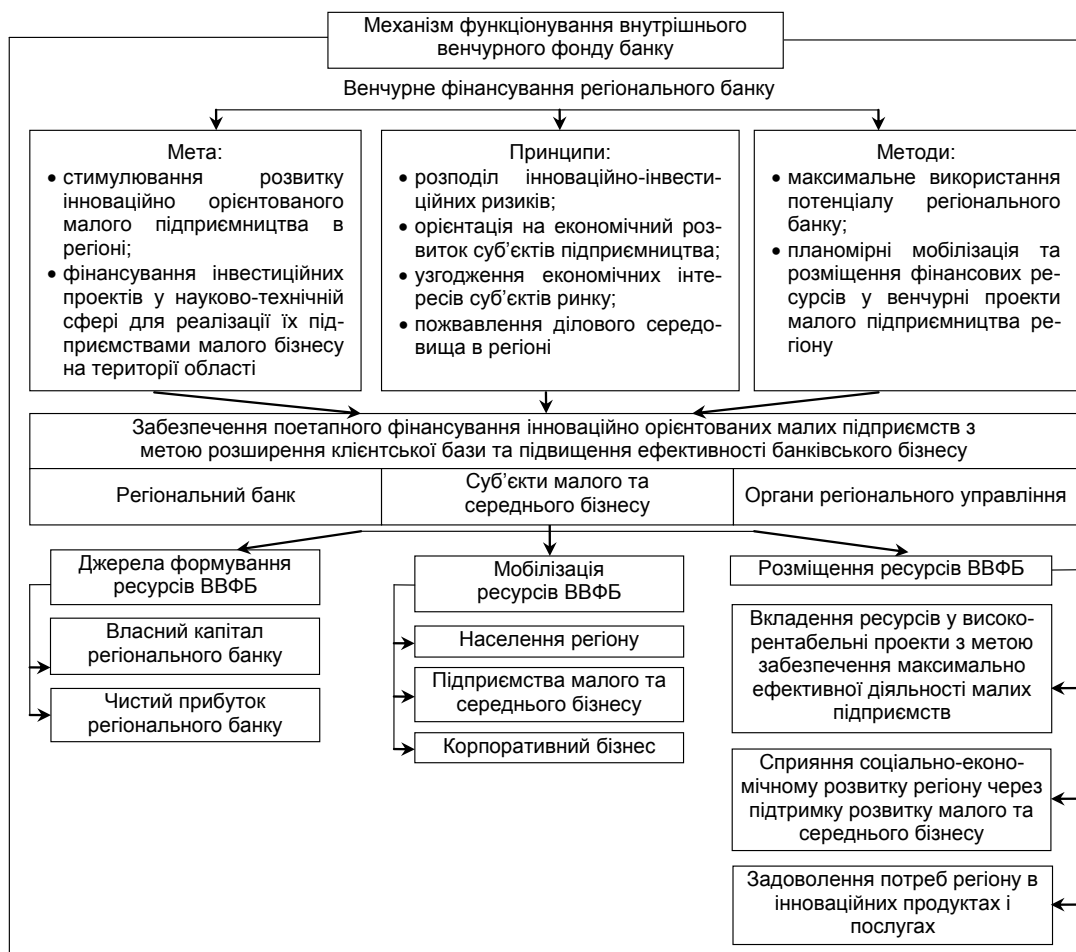 Механізм функціонування внутрішнього
венчурного фонду банку
Венчурне фінансування регіонального банку
Мета:
• стимулювання розвитку
інноваційно орієнтованого
малого підприємництва в
регіоні;
• фінансування інвестиційних
проектів у науково-технічній
сфері для реалізації їх під-
приємствами малого бізнесу
на території області
Принципи:
• розподіл інноваційно-інвести-
ційних ризиків;
• орієнтація на економічний роз-
виток суб’єктів підприємництва;
• узгодження економічних інт-
ересів суб’єктів ринку;
• пожвавлення ділового середо-
вища в регіоні
Методи:
• максимальне використання
потенціалу регіонального
банку;
• планомірні мобілізація та
розміщення фінансових ре-
сурсів у венчурні проекти
малого підприємництва ре-
гіону
Забезпечення поетапного фінансування інноваційно орієнтованих малих підприємств з
метою розширення клієнтської бази та підвищення ефективності банківського бізнесу
Регіональний банк
Суб’єкти малого та
середнього бізнесу
Органи регіонального управління
Джерела формування
ресурсів ВВФБ
Власний капітал
регіонального банку
Чистий прибуток
регіонального банку
Мобілізація
ресурсів ВВФБ
Населення регіону
Підприємства малого та
середнього бізнесу
Корпоративний бізнес
Розміщення ресурсів ВВФБ
Вкладення ресурсів у високо-
рентабельні проекти з метою
забезпечення максимально
ефективної діяльності малих
підприємств
Сприяння соціально-еконо-
мічному розвитку регіону через
підтримку розвитку малого та
середнього бізнесу
Задоволення потреб регіону в
інноваційних продуктах і
послугах